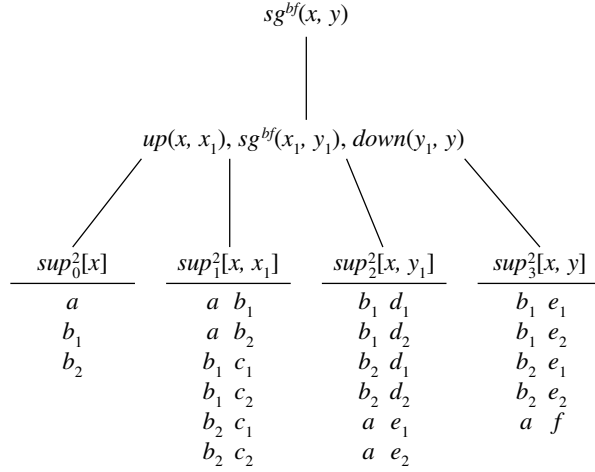 sg^{bf}(x, y)
up(x, x_1), sg^{bf}(x_1, y_1), down(y_1, y)
sup^2_0[x] sup^2_1[x, x_1] sup^2_2[x, y_1] sup^2_3[x, y]
a a b_1 b_1 d_1 b_1 e_1
b_1 a b_2 b_1 d_2 b_1 e_2
b_2 b_1 c_1 b_2 d_1 b_2 e_1
b_1 c_2 b_2 d_2 b_2 e_2
b_2 c_1 a e_1 a f
b_2 c_2 a e_2